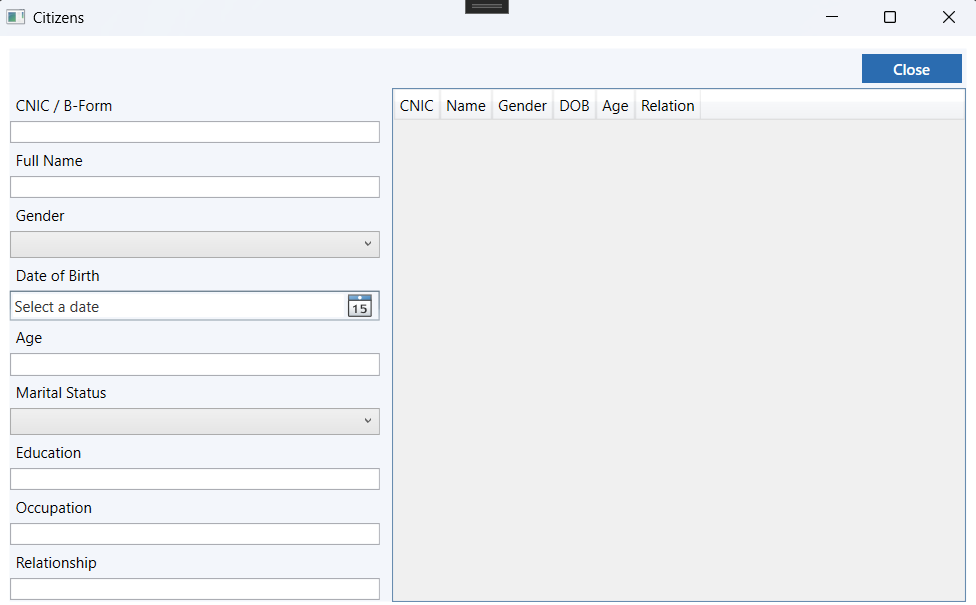 Citizens
Close
CNIC / B-Form
Full Name
Gender
Date of Birth
Select a date
15
Age
Marital Status
Education
Occupation
Relationship
CNIC Name Gender DOB Age Relation